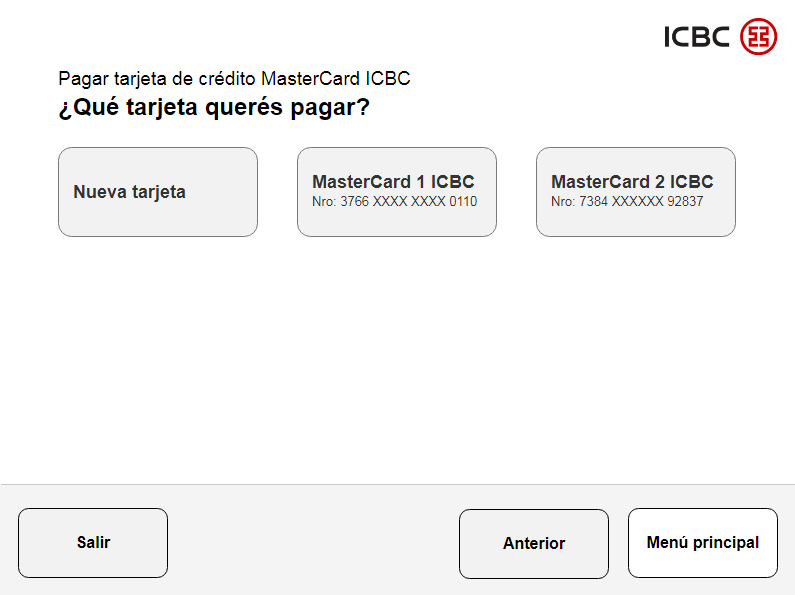 ICBC
Pagar tarjeta de crédito MasterCard ICBC
¿Qué tarjeta querés pagar?
Nueva tarjeta
MasterCard 1 ICBC
Nro: 3766 XXXX XXXX 0110
MasterCard 2 ICBC
Nro: 7384 XXXXXX 92837
Salir
Anterior
Menú principal